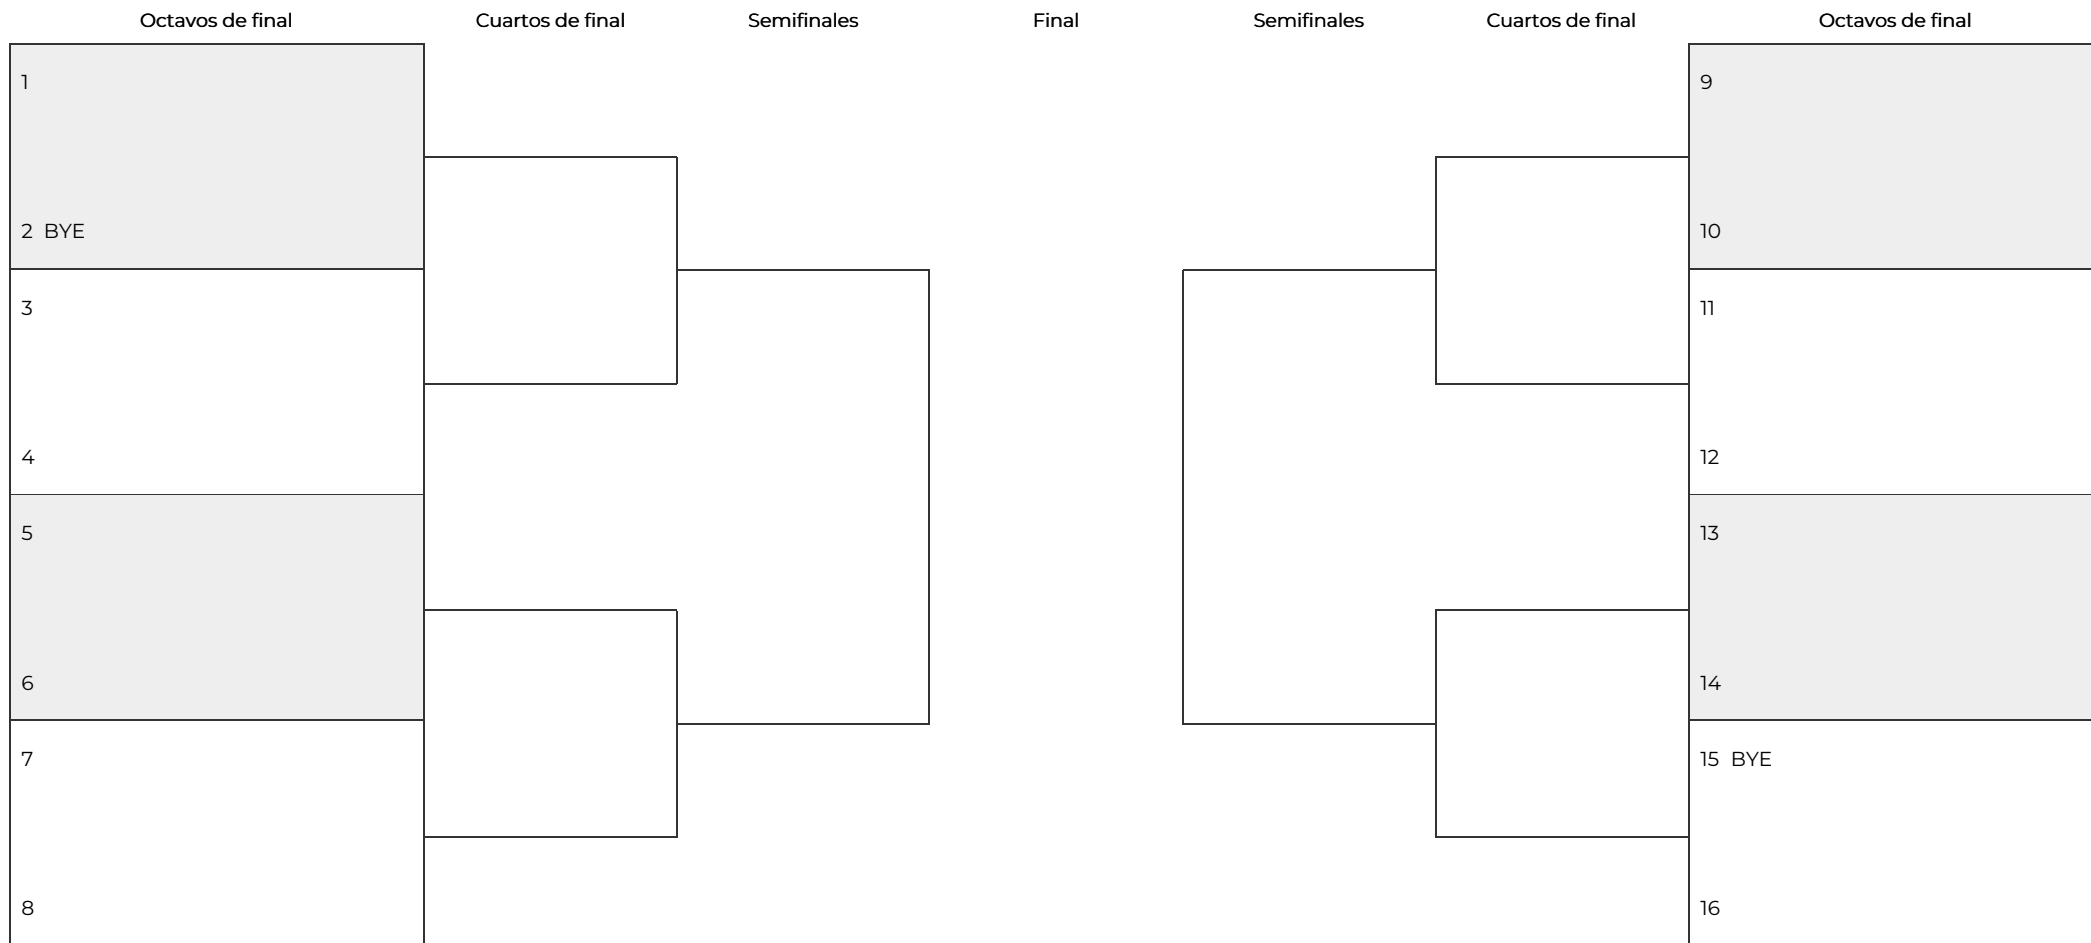 Octavos de final Cuartos de final Semifinales Final Semifinales Cuartos de final Octavos de final
1 9
2 BYE 10
3 11
4 12
5 13
6 14
7 15 BYE
8 16